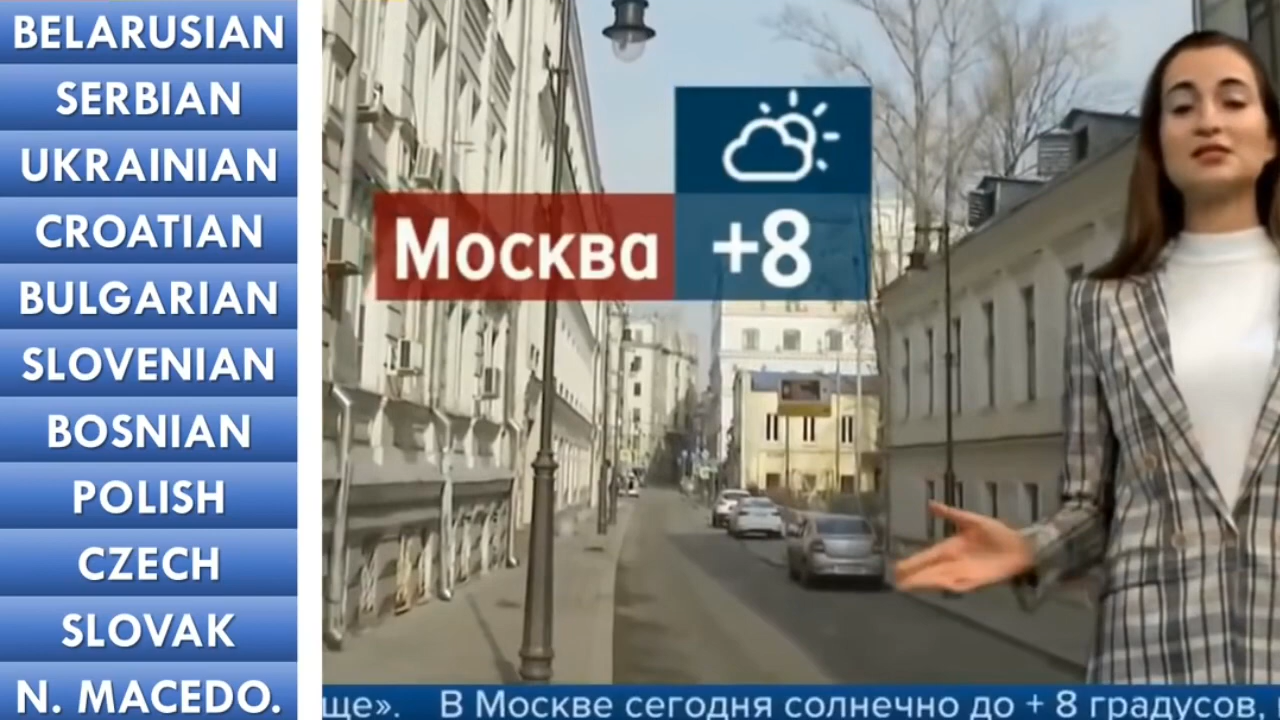 BELARUSIAN
SERBIAN
UKRAINIAN
CROATIAN
BULGARIAN
SLOVENIAN
BOSNIAN
POLISH
CZECH
SLOVAK
N. MACEDO.
Москва
+8
ще». В Москве сегодня солнечно до + 8 градусов.